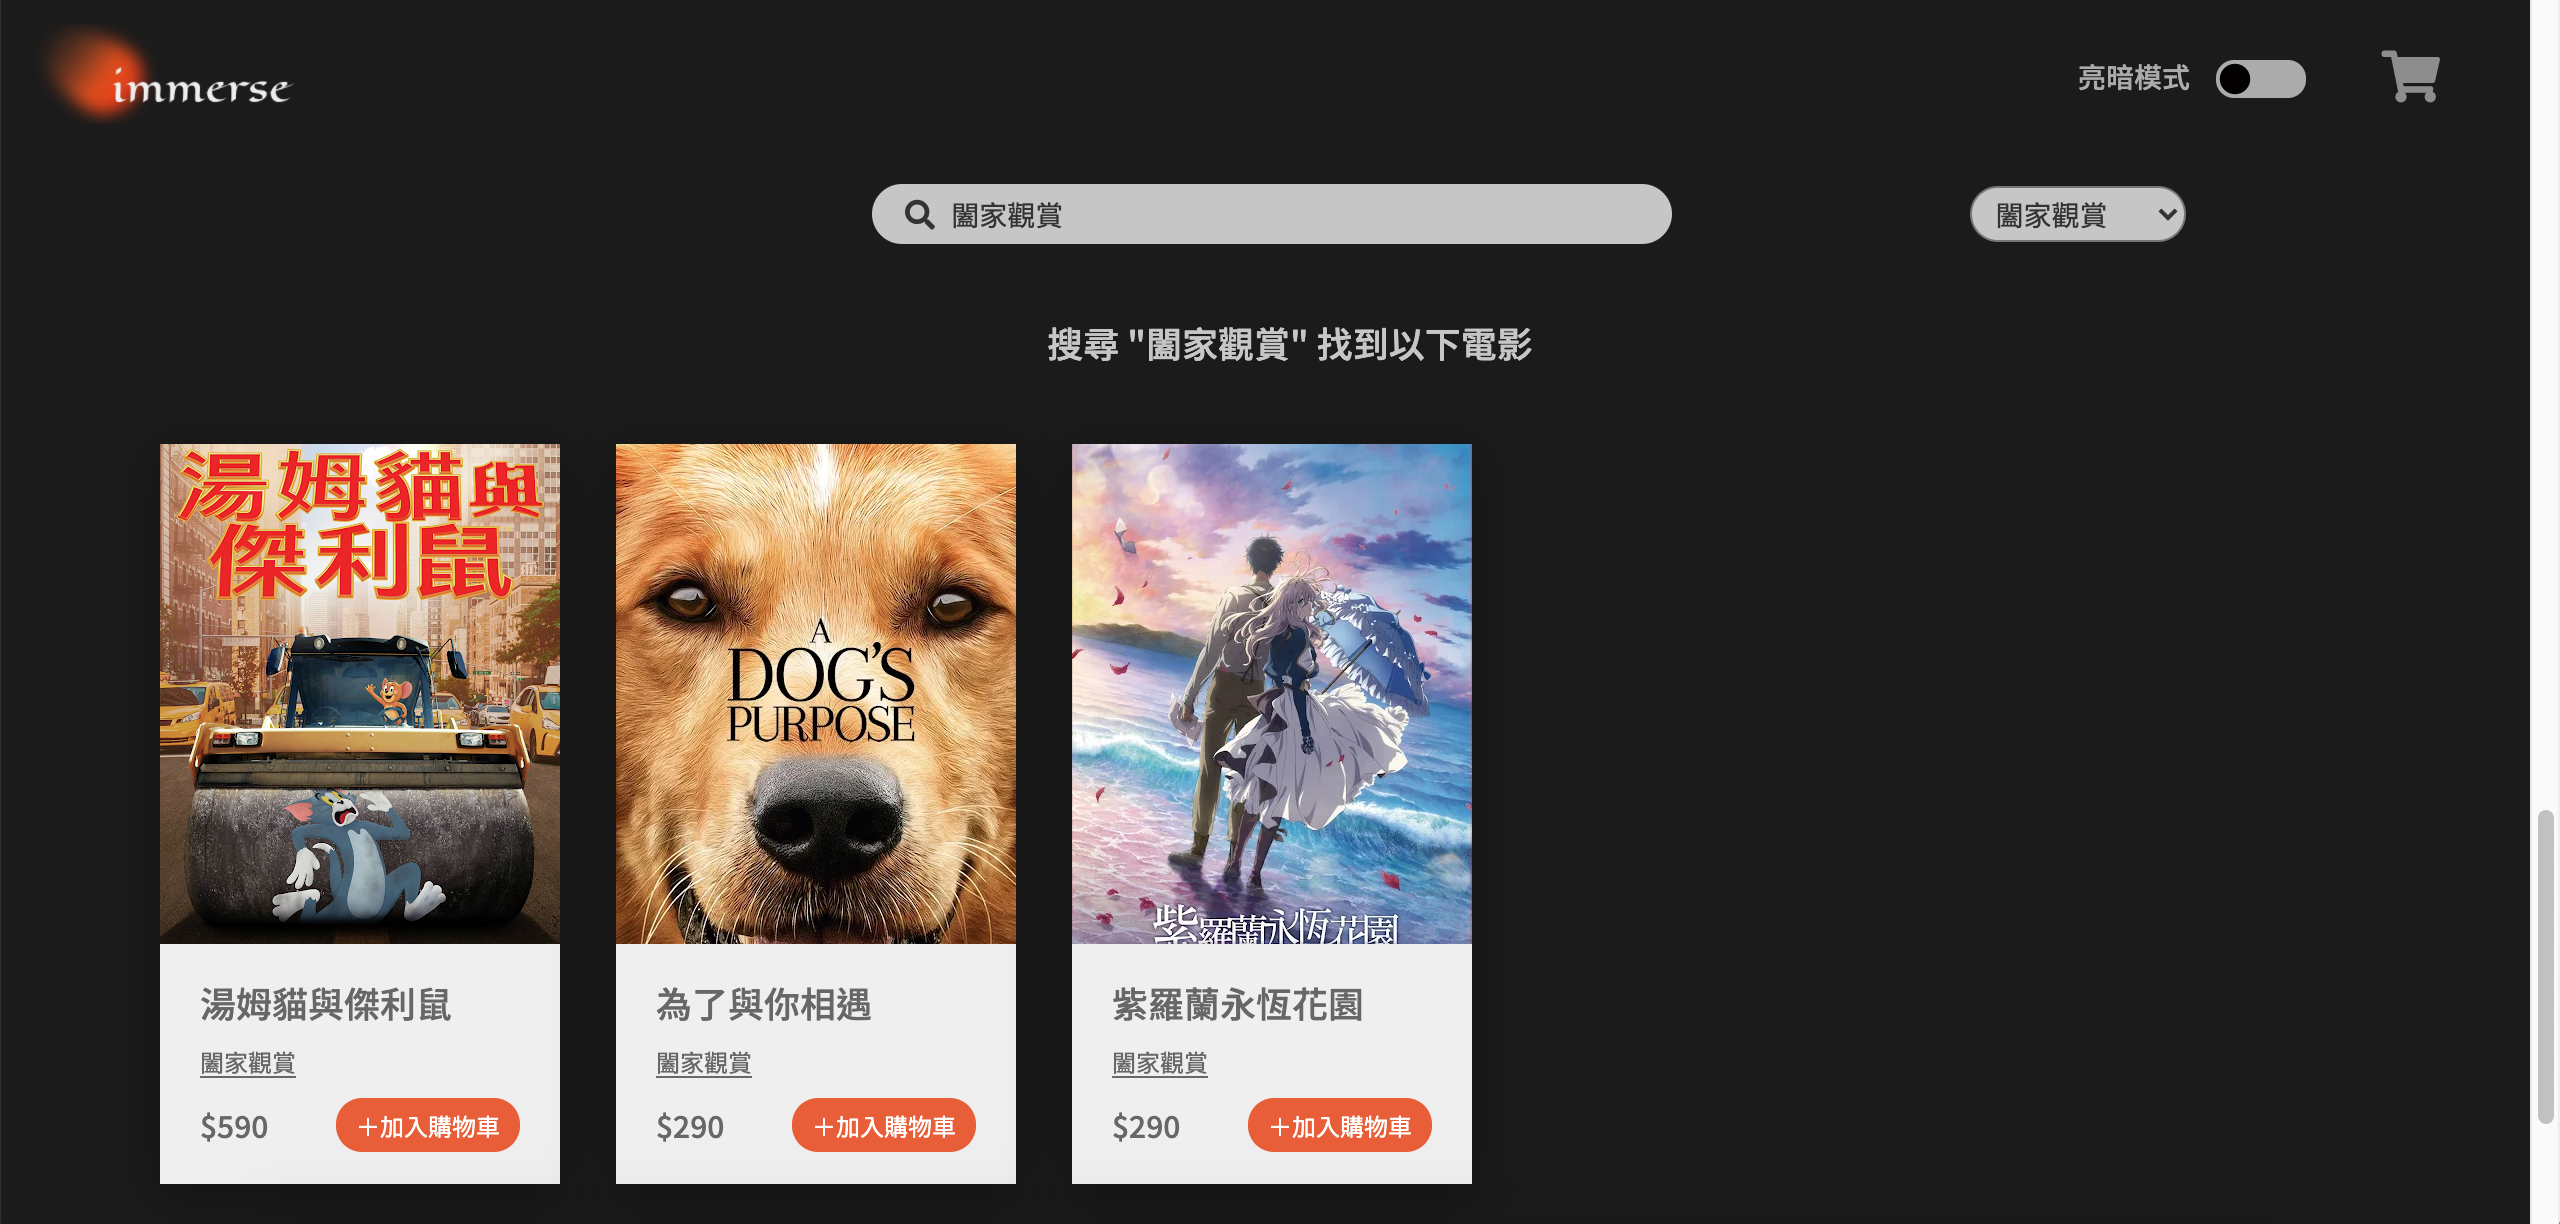 immerse
亮暗模式
闔家觀賞
闔家觀賞
搜尋 "闔家觀賞" 找到以下電影
湯姆貓與
傑利鼠
A
DOG'S
PURPOSE
紫羅蘭永恆花園
湯姆貓與傑利鼠
闔家觀賞
$590
＋加入購物車
為了與你相遇
闔家觀賞
$290
＋加入購物車
紫羅蘭永恆花園
闔家觀賞
$290
＋加入購物車